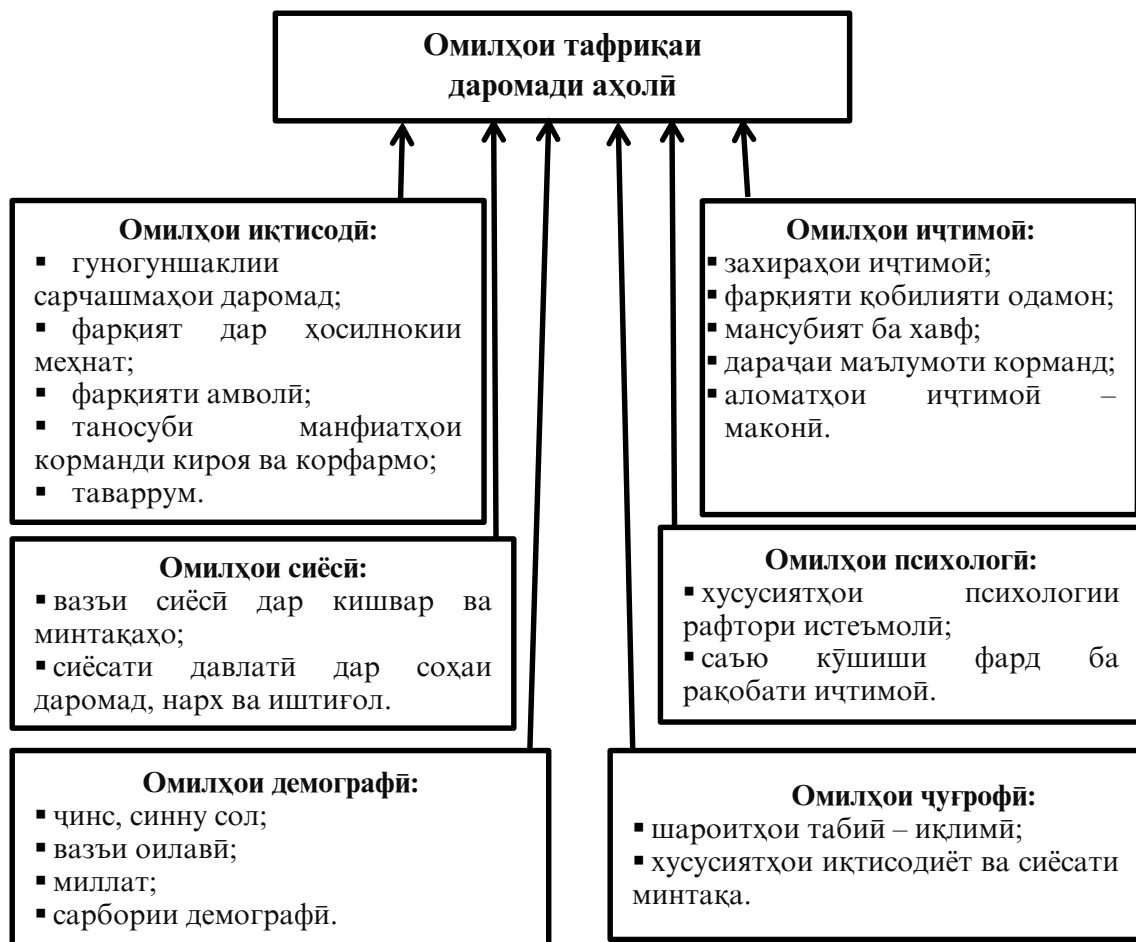 Омилҳои тафриқаи
даромади аҳолӣ
Омилҳои иқтисодӣ:
▪ гуногуншаклии
сарчашмаҳои даромад;
▪ фарқият дар ҳосилнокии
меҳнат;
▪ фарқияти амволӣ;
▪ таносуби манфиатҳои
корманди кироя ва корфармо;
▪ таваррум.
Омилҳои иҷтимоӣ:
▪ захираҳои иҷтимоӣ;
▪ фарқияти қобилияти одамон;
▪ мансубият ба хавф;
▪ дараҷаи маълумоти корманд;
▪ аломатҳои иҷтимоӣ –
маконӣ.
Омилҳои сиёсӣ:
▪ вазъи сиёсӣ дар кишвар ва
минтақаҳо;
▪ сиёсати давлатӣ дар соҳаи
даромад, нарх ва иштиғол.
Омилҳои психологӣ:
▪ хусусиятҳои психологии
рафтори истеъмолӣ;
▪ саъю кӯшиши фард ба
рақобати иҷтимоӣ.
Омилҳои демографӣ:
▪ ҷинс, синну сол;
▪ вазъи оилавӣ;
▪ миллат;
▪ сарбории демографӣ.
Омилҳои ҷуғрофӣ:
▪ шароитҳои табиӣ – иқлимӣ;
▪ хусусиятҳои иқтисодиёт ва сиёсати
минтақа.